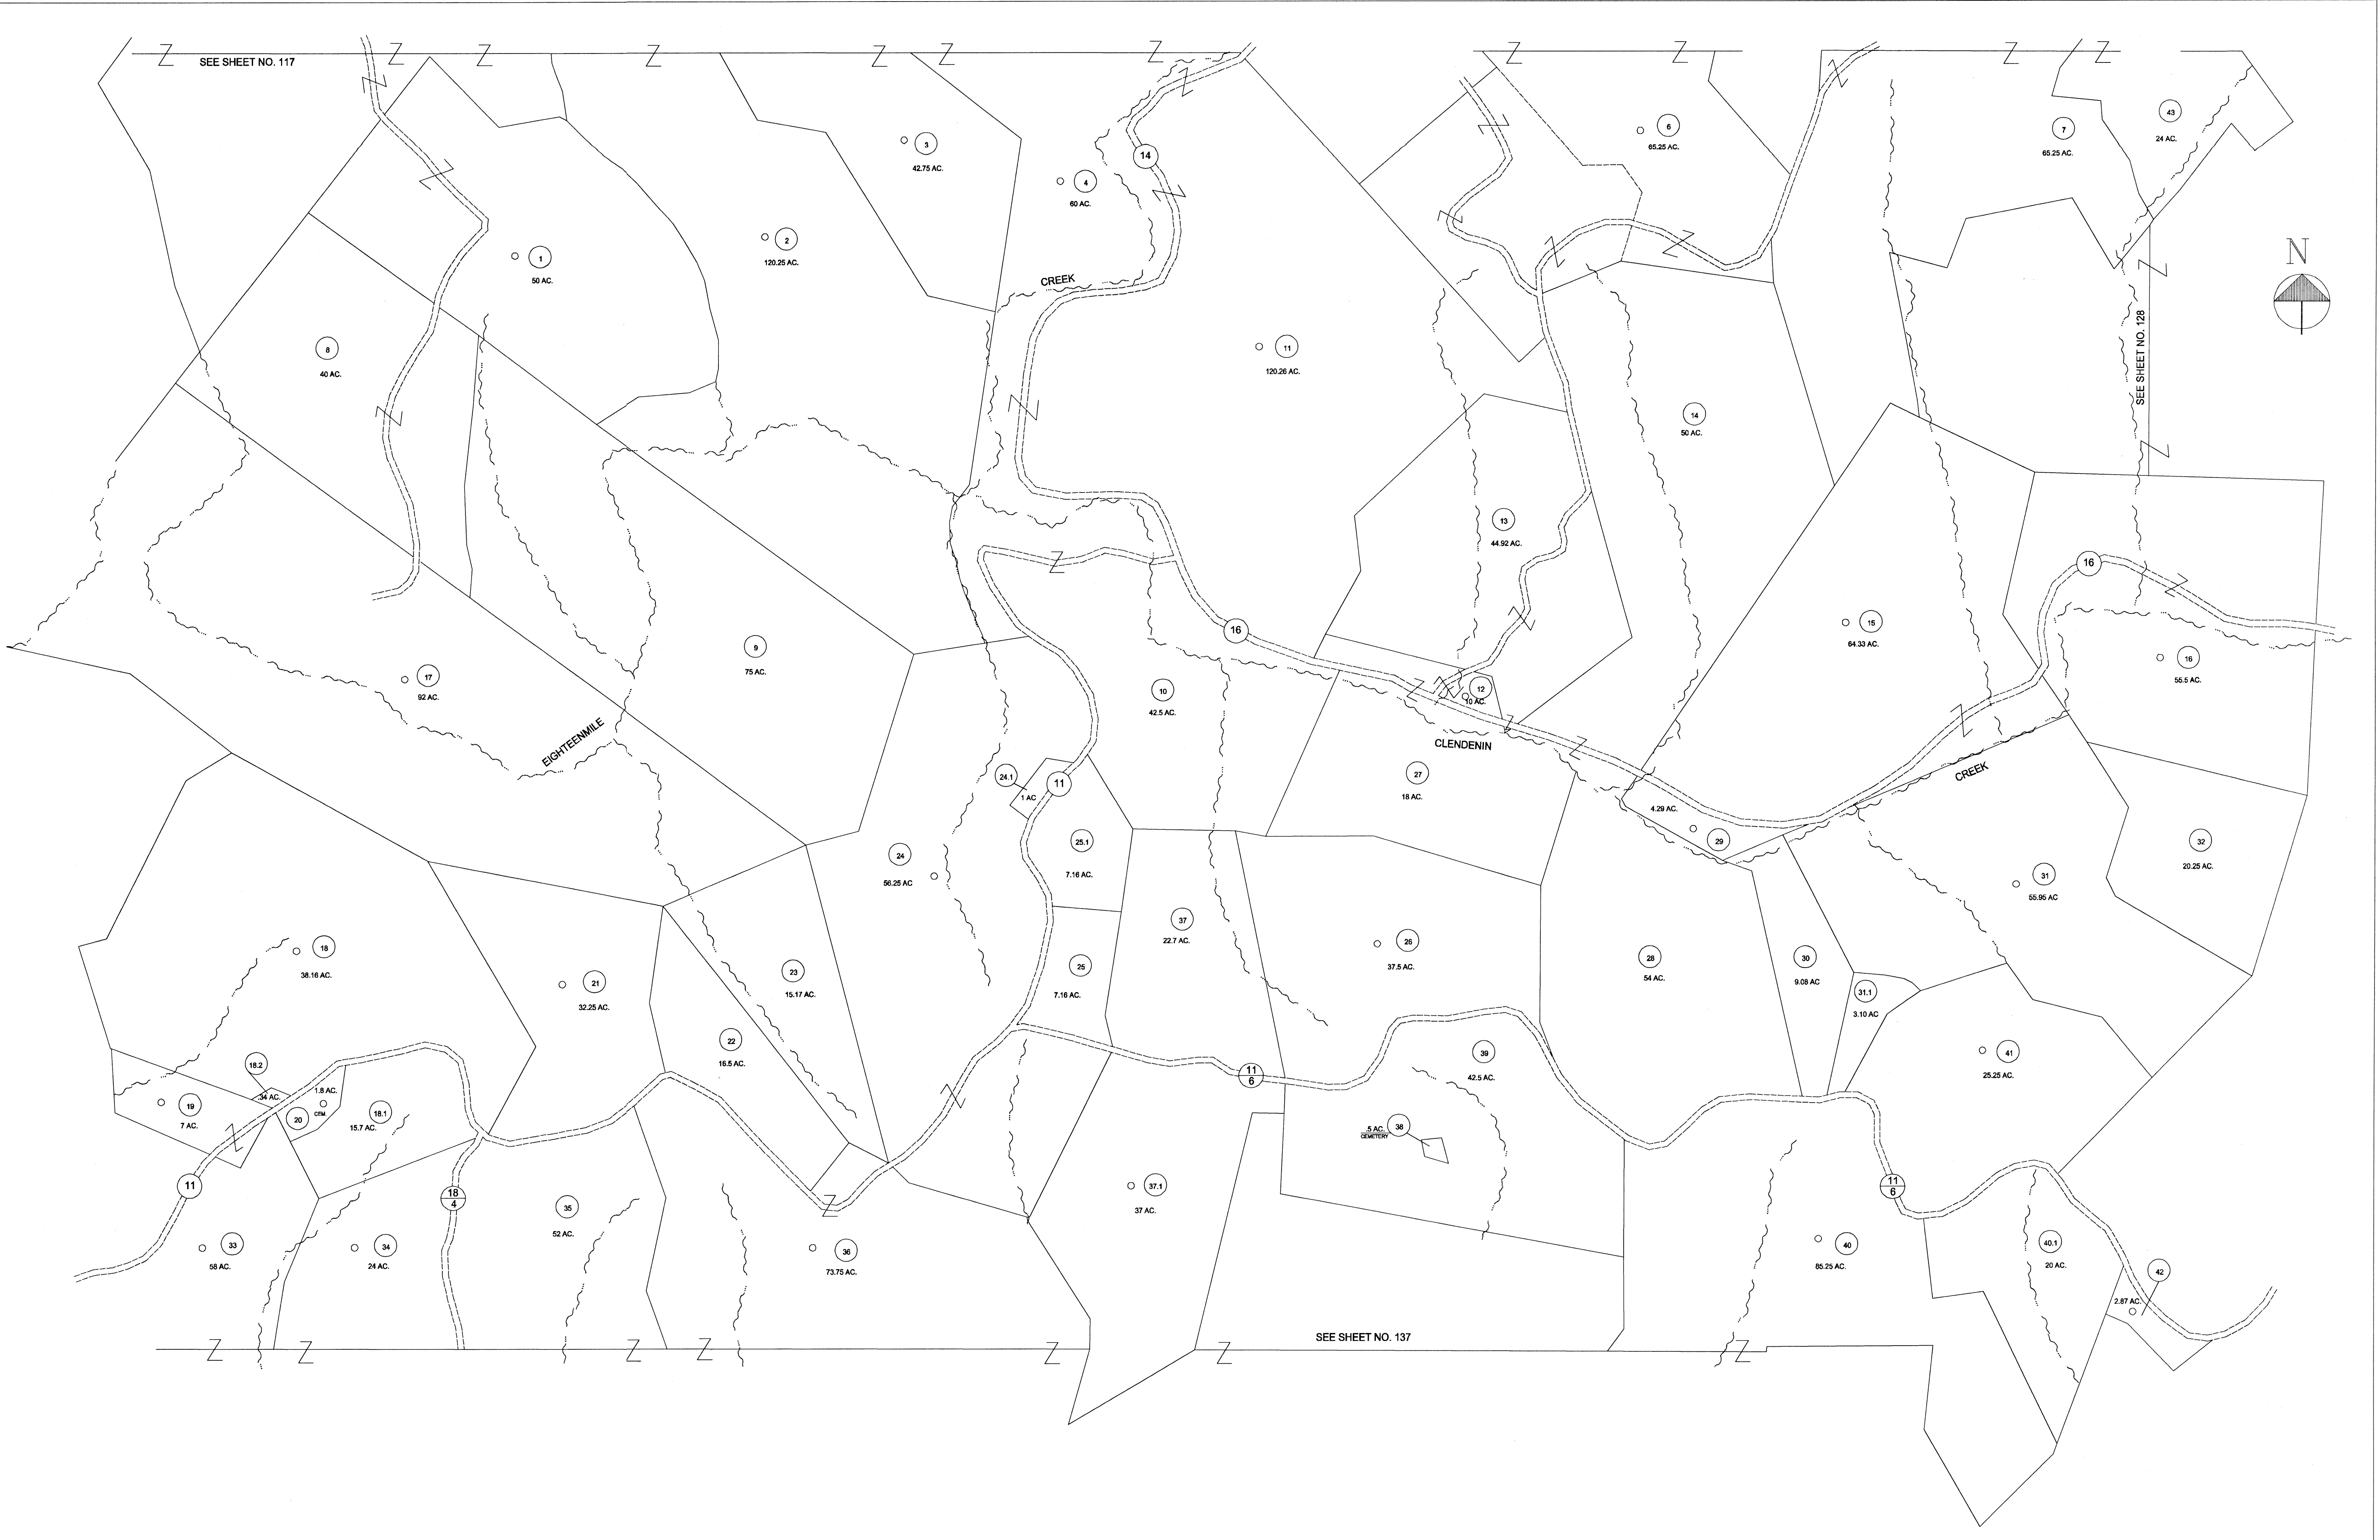 SEE SHEET NO. 117
3
42.75 AC.
14
4
60 AC.
6
65.25 AC.
7
65.25 AC.
43
24 AC.
N
1
50 AC.
2
120.25 AC.
CREEK
SEE SHEET NO. 128
8
40 AC.
11
120.26 AC.
14
50 AC.
13
44.92 AC.
16
9
75 AC.
16
15
64.33 AC.
16
55.5 AC.
17
92 AC.
10
42.5 AC.
12
10 AC.
EIGHTEENMILE
CLENDENIN
CREEK
24.1
1 AC
11
27
18 AC.
4.29 AC.
29
32
20.25 AC.
24
56.25 AC
25.1
7.16 AC.
31
55.95 AC
37
22.7 AC.
26
37.5 AC.
28
54 AC.
30
9.08 AC
18
38.16 AC.
21
32.25 AC.
23
15.17 AC.
25
7.16 AC.
31.1
3.10 AC
22
16.5 AC.
11
6
39
42.5 AC.
41
25.25 AC.
18.2
.34 AC.
1.8 AC.
CEM.
20
19
7 AC.
18.1
15.7 AC.
.5 AC.
CEMETERY
38
11
18
4
35
52 AC.
37.1
37 AC.
11
6
33
58 AC.
34
24 AC.
36
73.75 AC.
40
85.25 AC.
40.1
20 AC.
42
2.87 AC.
SEE SHEET NO. 137